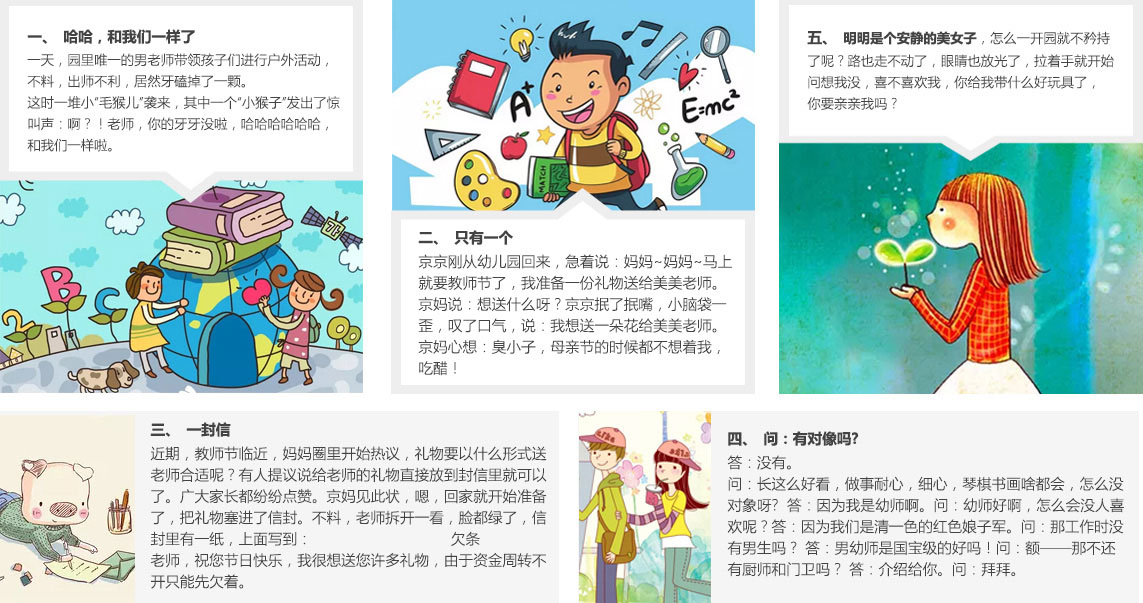 一、 哈哈，和我们一样了
一天，园里唯一的男老师带领孩子们进行户外活动，
不料，出师不利，居然牙磕掉了一颗。
这时一堆小“毛猴儿”袭来，其中一个“小猴子”发出了惊
叫声：啊？！老师，你的牙牙没啦，哈哈哈哈哈哈，
和我们一样啦。
B
C
2
A+
E=mc²
MATCH
二、 只有一个
京京刚从幼儿园回来，急着说：妈妈~妈妈~马上
就要教师节了，我准备一份礼物送给美美老师。
京妈说：想送什么呀？京京抿了抿嘴，小脑袋一
歪，叹了口气，说：我想送一朵花给美美老师。
京妈心想：臭小子，母亲节的时候都不想着我，
吃醋！
五、 明明是个安静的美女子，怎么一开园就不矜持
了呢？路也走不动了，眼睛也放光了，拉着手就开始
问想我没，喜不喜欢我，你给我带什么好玩具了，
你要亲亲我吗？
三、 一封信
近期，教师节临近，妈妈圈里开始热议，礼物要以什么形式送
老师合适呢？有人提议说给老师的礼物直接放到封信里就可以
了。广大家长都纷纷点赞。京妈见此状，嗯，回家就开始准备
了，把礼物塞进了信封。不料，老师拆开一看，脸都绿了，信
封里有一纸，上面写到： 欠条
老师，祝您节日快乐，我很想送您许多礼物，由于资金周转不
开只能先欠着。
四、 问：有对像吗?
答：没有。
问：长这么好看，做事耐心，细心，琴棋书画啥都会，怎么没
对象呀? 答：因为我是幼师啊。问：幼师好啊，怎么会没人喜
欢呢？答：因为我们是清一色的红色娘子军。问：那工作时没
有男生吗？ 答：男幼师是国宝级的好吗！问：额——那不还
有厨师和门卫吗？ 答：介绍给你。问：拜拜。